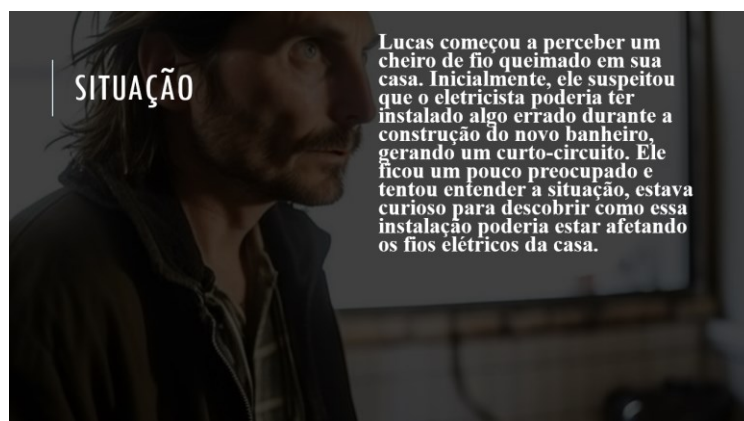 SITUAÇÃO
Lucas começou a perceber um
cheiro de fio queimado em sua
casa. Inicialmente, ele suspeitou
que o eletricista poderia ter
instalado algo errado durante a
construção do novo banheiro,
gerando um curto-circuito. Ele
ficou um pouco preocupado e
tentou entender a situação, estava
curioso para descobrir como essa
instalação poderia estar afetando
os fios elétricos da casa.